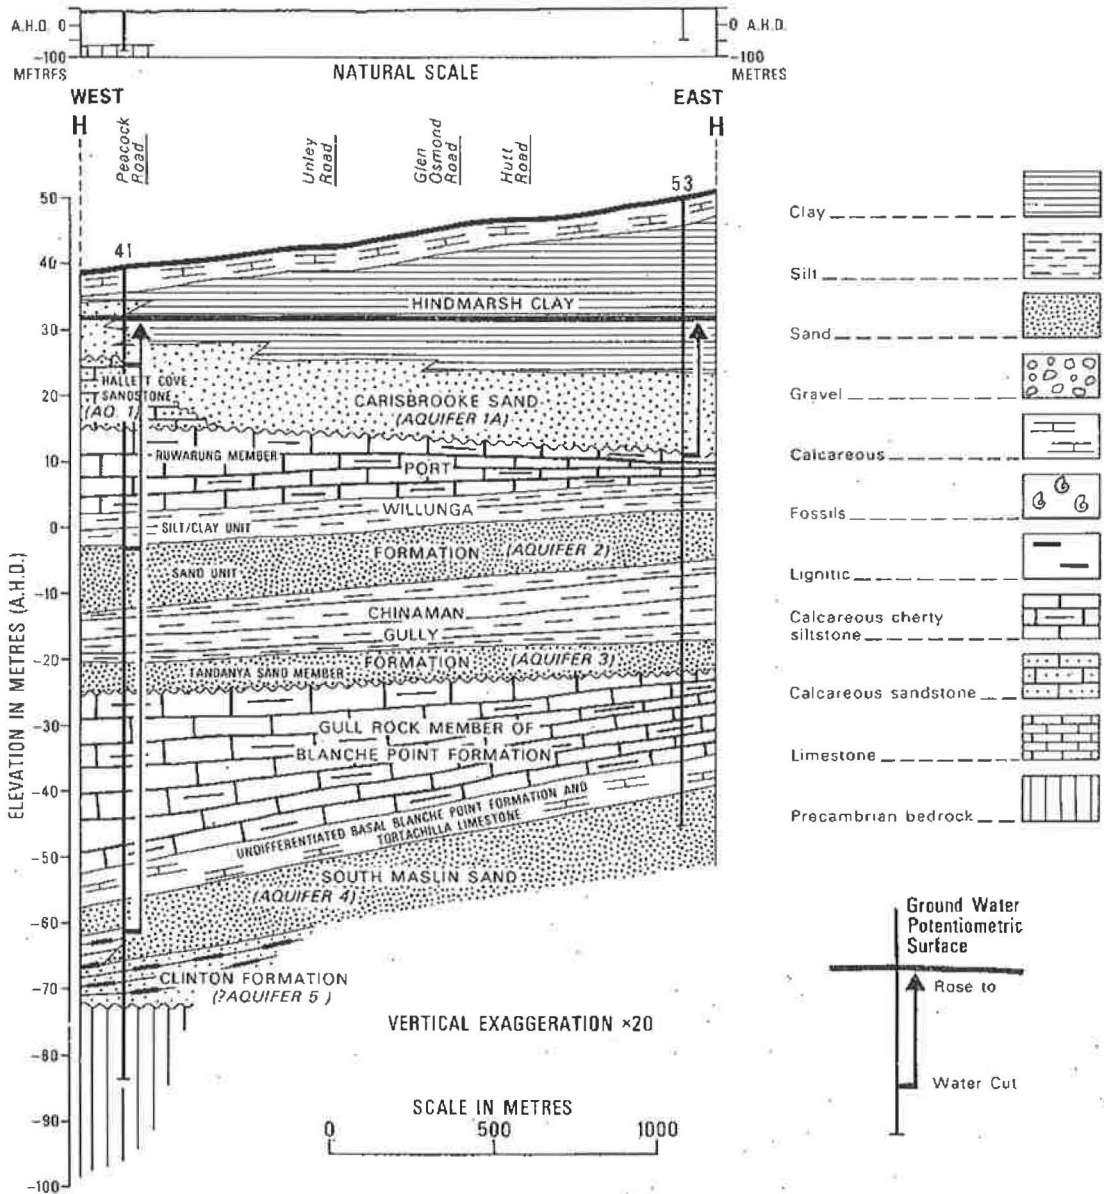 A.H.D. 0
0 A.H.D.
-100
-100
METRES
METRES
NATURAL SCALE
WEST
EAST
H
H
Peacock Road
Unley Road
Glen Osmond Road
Hutt Road
41
53
50
40
30
20
10
0
-10
-20
-30
-40
-50
-60
-70
-80
-90
-100
ELEVATION IN METRES (A.H.D.)
HINDMARSH CLAY
HALLETT COVE
SANDSTONE
(AQ. 1)
CARISBROOKE SAND
(AQUIFER 1A)
RUWARUNG MEMBER
PORT
WILLUNGA
SILT/CLAY UNIT
FORMATION (AQUIFER 2)
SAND UNIT
CHINAMAN
GULLY
FORMATION (AQUIFER 3)
TANDANYA SAND MEMBER
GULL ROCK MEMBER OF
BLANCHE POINT FORMATION
UNDIFFERENTIATED BASAL BLANCHE POINT FORMATION AND
TORTACHILLA LIMESTONE
SOUTH MASLIN SAND
(AQUIFER 4)
CLINTON FORMATION
(?AQUIFER 5)
VERTICAL EXAGGERATION ×20
SCALE IN METRES
0 500 1000
Clay
Silt
Sand
Gravel
Calcareous
Fossils
Lignitic
Calcareous cherty
siltstone
Calcareous sandstone
Limestone
Precambrian bedrock
Ground Water
Potentiometric
Surface
Rose to
Water Cut